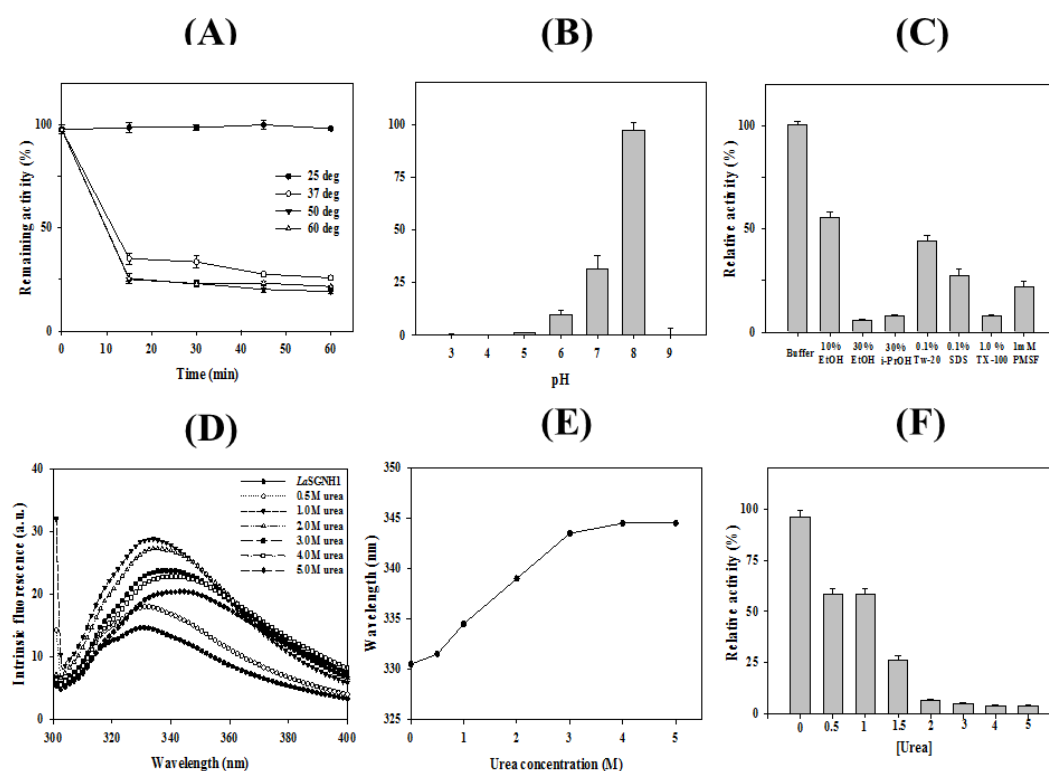 (A)
Remaining activity (%)
100
50
0
0 10 20 30 40 50 60
Time (min)
25 deg
37 deg
50 deg
60 deg
(B)
100
75
50
25
0
3 4 5 6 7 8 9
pH
(C)
Relative activity (%)
100
50
0
Buffer
10% EtOH
30% EtOH
30% i-PrOH
0.1% Tw-20
0.1% SDS
1.0 % TX-100
1mM PMSF
(D)
Intrinsic fluorescence (a.u.)
40
30
20
10
0
300 320 340 360 380 400
Wavelength (nm)
LaSGNH1
0.5M urea
1.0M urea
2.0M urea
3.0M urea
4.0M urea
5.0M urea
(E)
Wavelength (nm)
350
345
340
335
330
325
0 1 2 3 4 5
Urea concentration (M)
(F)
Relative activity (%)
100
75
50
25
0
0 0.5 1 1.5 2 3 4 5
[Urea]